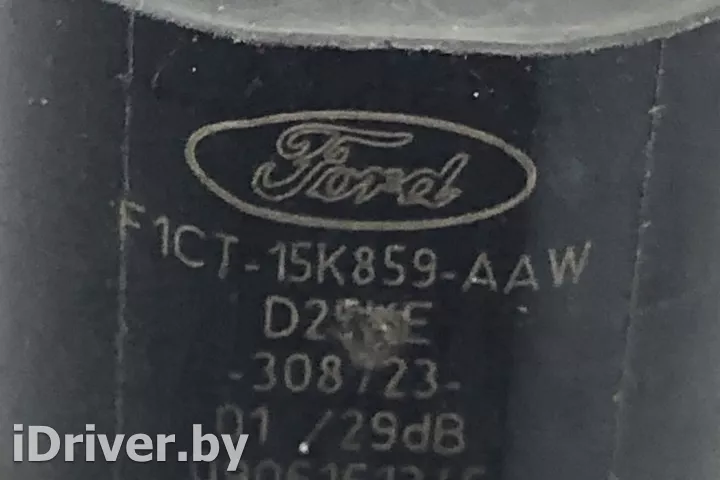 Ford
F1CT-15K859-AAW
-308/23-
01 /29dB
iDriver.by